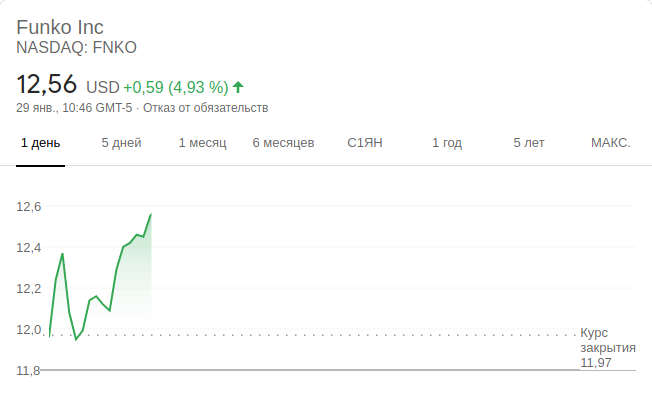 Funko Inc
NASDAQ: FNKO
12,56 USD +0,59 (4,93 %)
29 янв., 10:46 GMT-5 · Отказ от обязательств
1 день 5 дней 1 месяц 6 месяцев С1ЯН 1 год 5 лет МАКС.
12,6
12,4
12,2
12,0
11,8
Курс
закрытия
11,97